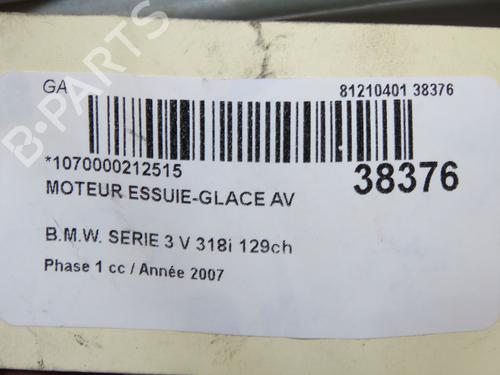 GA 81210401 38376
*1070000212515
38376
MOTEUR ESSUIE-GLACE AV
B.M.W. SERIE 3 V 318i 129ch
Phase 1 cc / Année 2007
B-PARTS